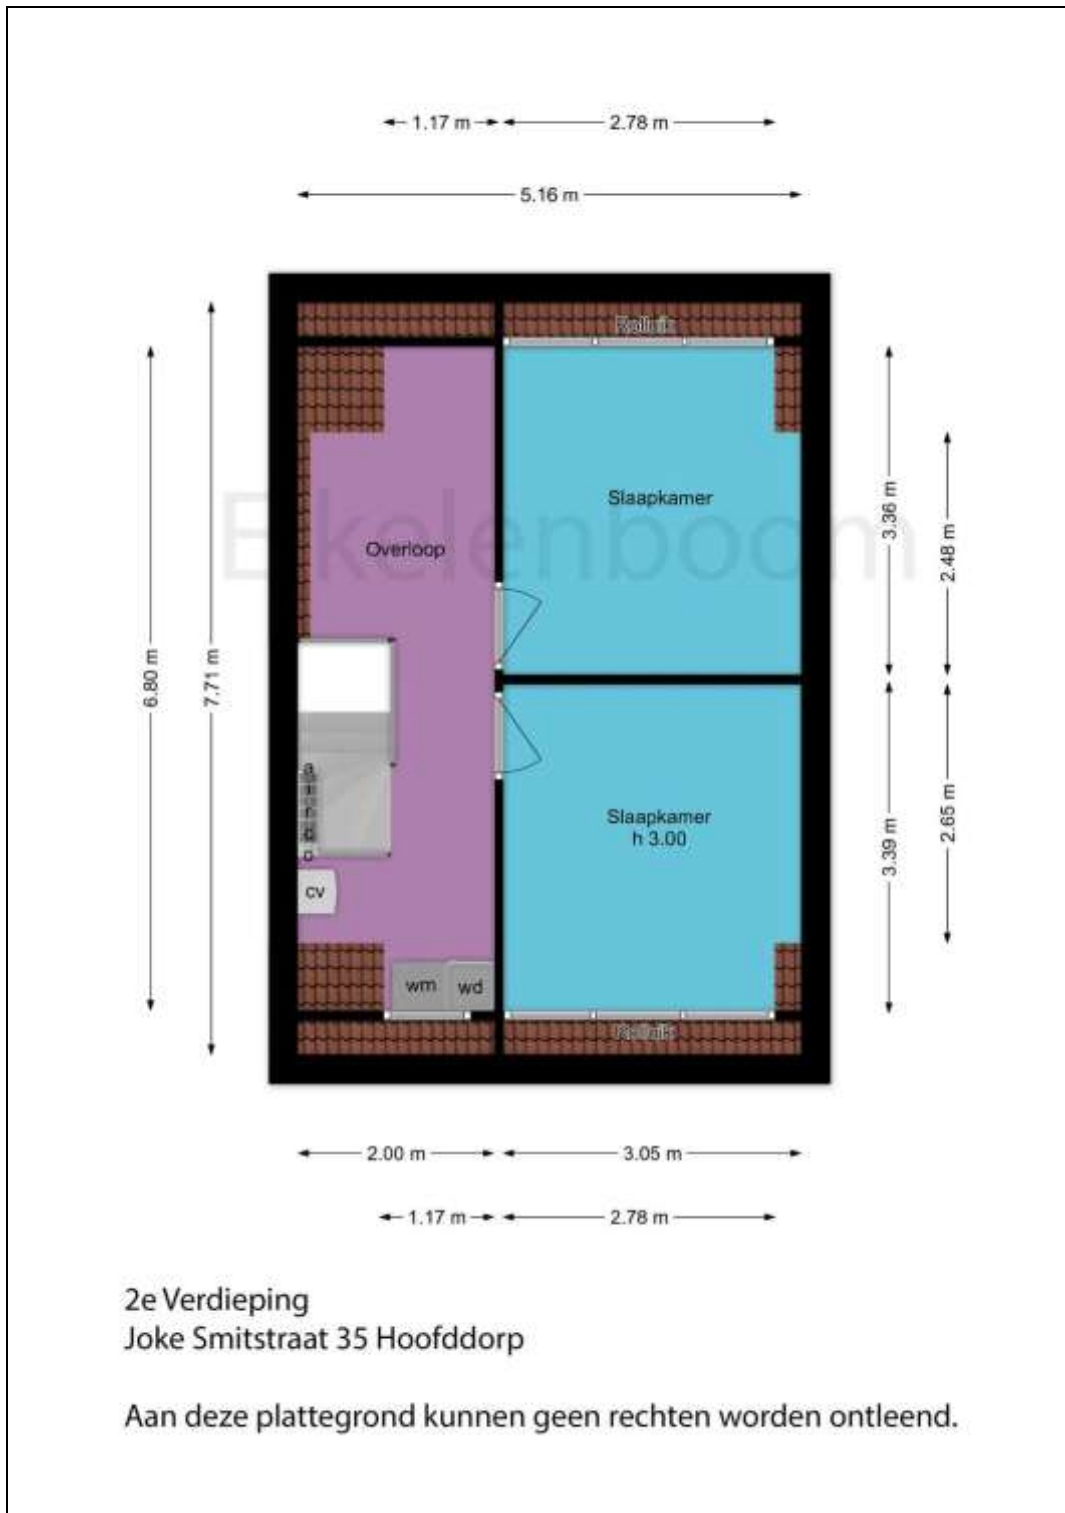 1.17 m
2.78 m
5.16 m
Rolluik
Slaapkamer
3.36 m
Eikelenboom
2.48 m
Overloop
6.80 m
7.71 m
airco
Slaapkamer
h 3.00
2.65 m
3.39 m
cv
wm
wd
Rolluik
2.00 m
3.05 m
1.17 m
2.78 m
2e Verdieping
Joke Smitstraat 35 Hoofddorp
Aan deze plattegrond kunnen geen rechten worden ontleend.